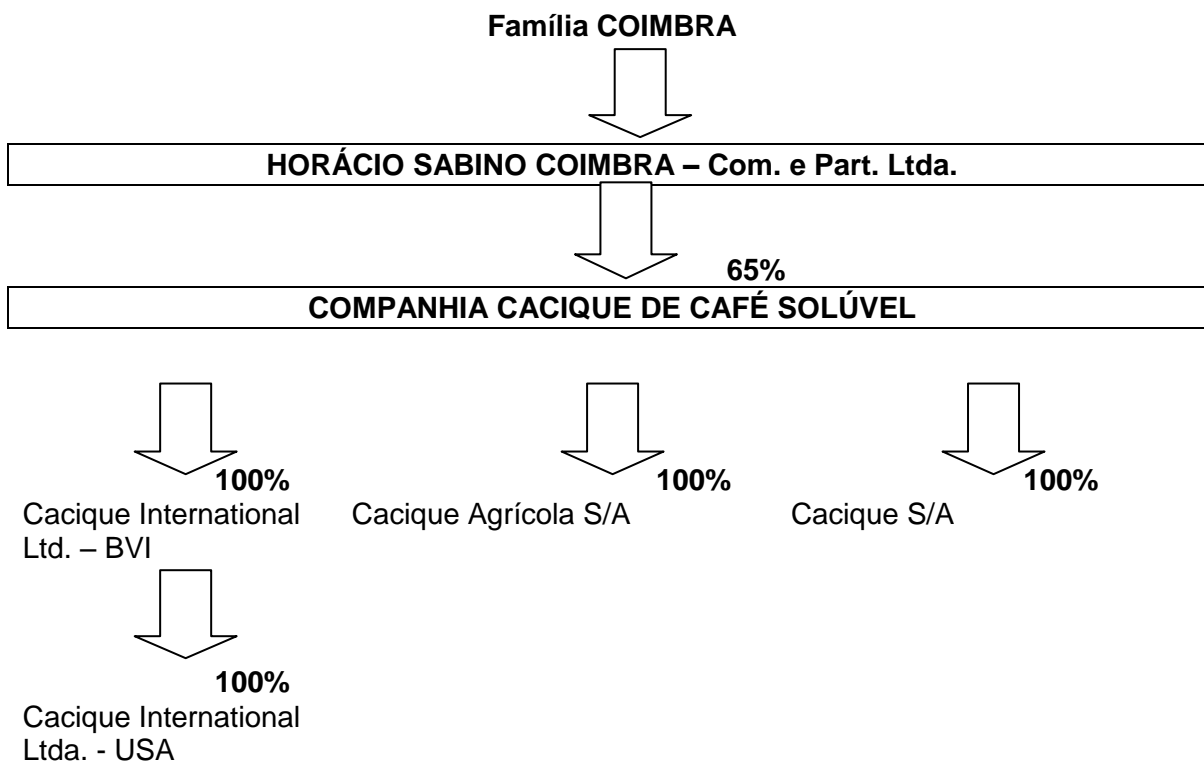 Família COIMBRA
HORÁCIO SABINO COIMBRA – Com. e Part. Ltda.
65%
COMPANHIA CACIQUE DE CAFÉ SOLÚVEL
100%
100%
100%
Cacique International
Ltd. – BVI
Cacique Agrícola S/A
Cacique S/A
100%
Cacique International
Ltda. - USA